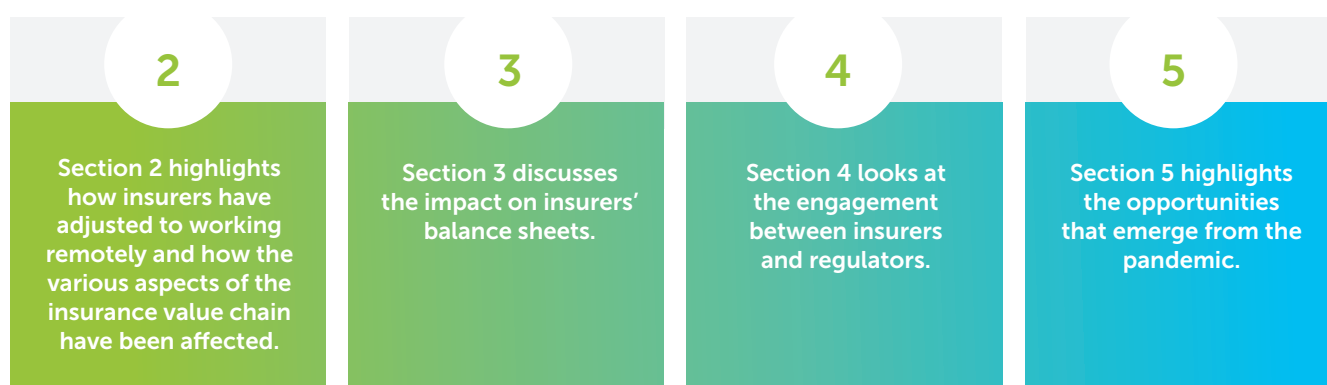 2
Section 2 highlights
how insurers have
adjusted to working
remotely and how the
various aspects of the
insurance value chain
have been affected.
3
Section 3 discusses
the impact on insurers’
balance sheets.
4
Section 4 looks at
the engagement
between insurers
and regulators.
5
Section 5 highlights
the opportunities
that emerge from the
pandemic.